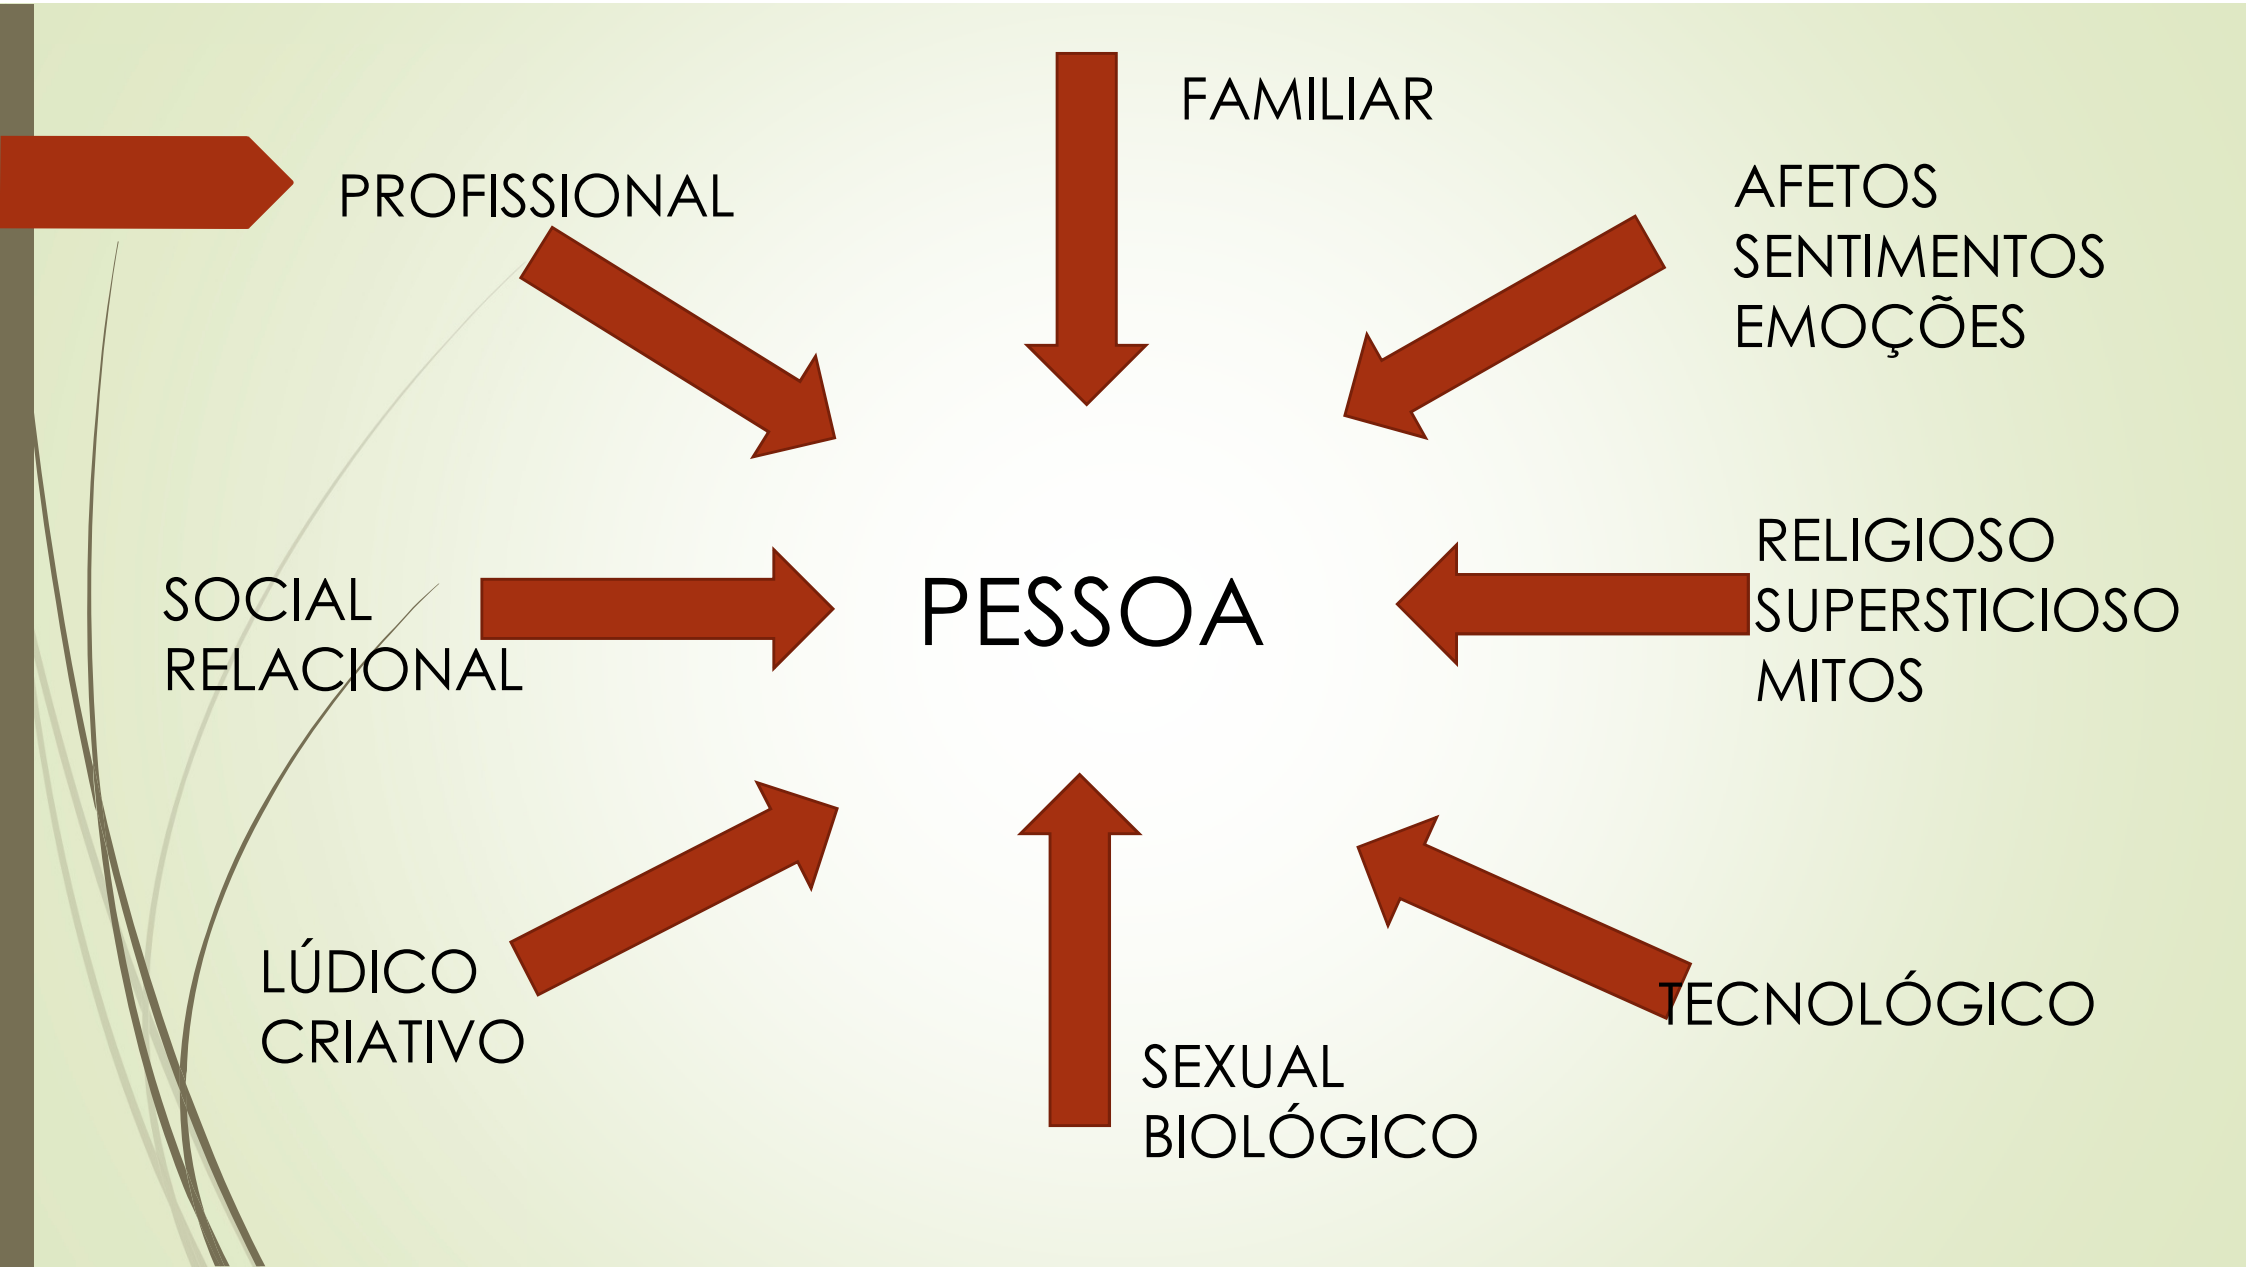 FAMILIAR
PROFISSIONAL
AFETOS
SENTIMENTOS
EMOÇÕES
SOCIAL
RELACIONAL
PESSOA
RELIGIOSO
SUPERSTICIOSO
MITOS
LÚDICO
CRIATIVO
SEXUAL
BIOLÓGICO
TECNOLÓGICO